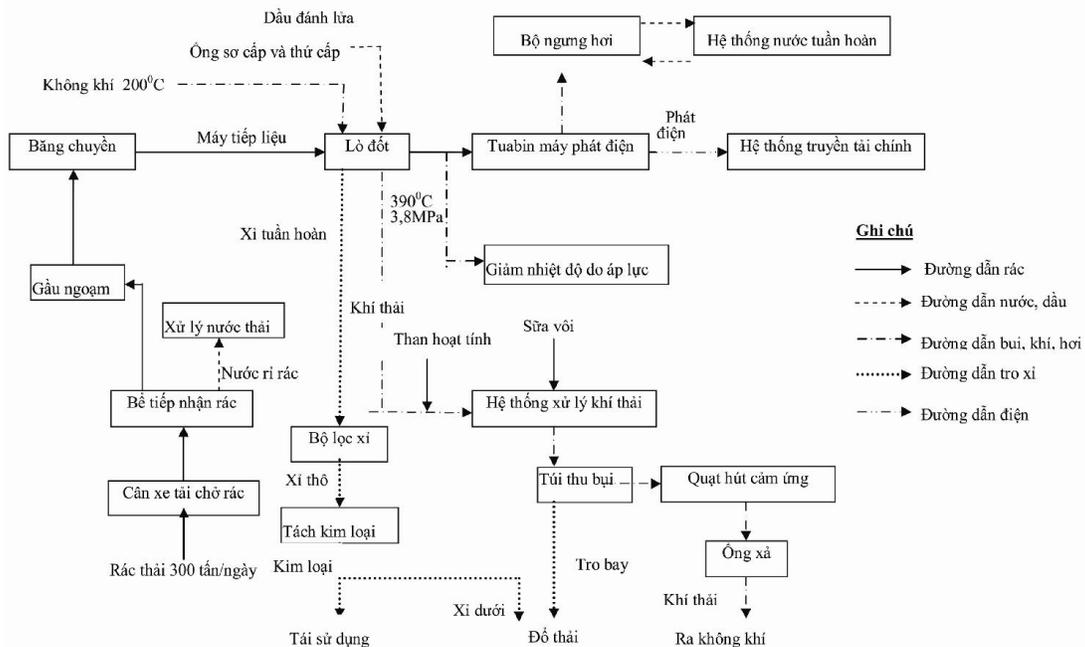 Dầu đánh lửa
Ống sơ cấp và thứ cấp
Không khí 200⁰C
Bộ ngưng hơi
Hệ thống nước tuần hoàn
Băng chuyền
Máy tiếp liệu
Lò đốt
Tuabin máy phát điện
Phát
điện
Hệ thống truyền tải chính
390⁰C
3,8MPa
Xỉ tuần hoàn
Giảm nhiệt độ do áp lực
Gầu ngoạm
Xử lý nước thải
Khí thải
Than hoạt tính
Sữa vôi
Nước rỉ rác
Bể tiếp nhận rác
Hệ thống xử lý khí thải
Bộ lọc xỉ
Cân xe tải chở rác
Xỉ thô
Túi thu bụi
Quạt hút cảm ứng
Tách kim loại
Ống xả
Rác thải 300 tấn/ngày
Kim loại
Tro bay
Xỉ dưới
Khí thải
Tái sử dụng
Đổ thải
Ra không khí
Ghi chú
Đường dẫn rác
Đường dẫn nước, dầu
Đường dẫn bụi, khí, hơi
Đường dẫn tro xỉ
Đường dẫn điện